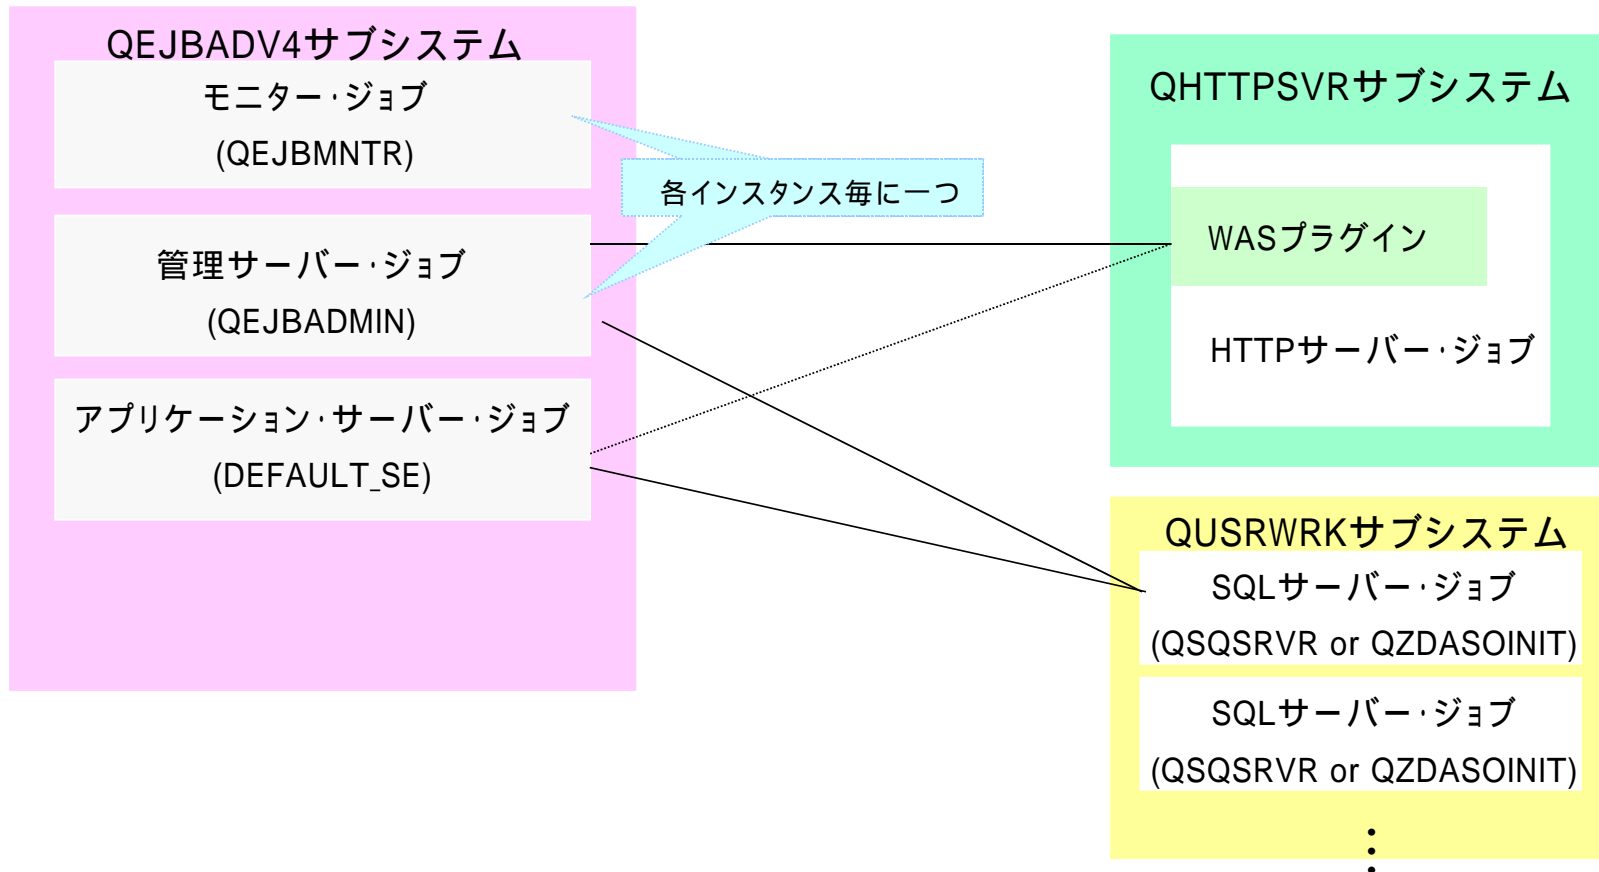 QEJBADV4サブシステム
モニター・ジョブ
(QEJBMNTR)
各インスタンス毎に一つ
管理サーバー・ジョブ
(QEJBADMIN)
アプリケーション・サーバー・ジョブ
(DEFAULT_SE)
QHTTPSVRサブシステム
WASプラグイン
HTTPサーバー・ジョブ
QUSRWRKサブシステム
SQLサーバー・ジョブ
(QSQSRVR or QZDASOINIT)
SQLサーバー・ジョブ
(QSQSRVR or QZDASOINIT)